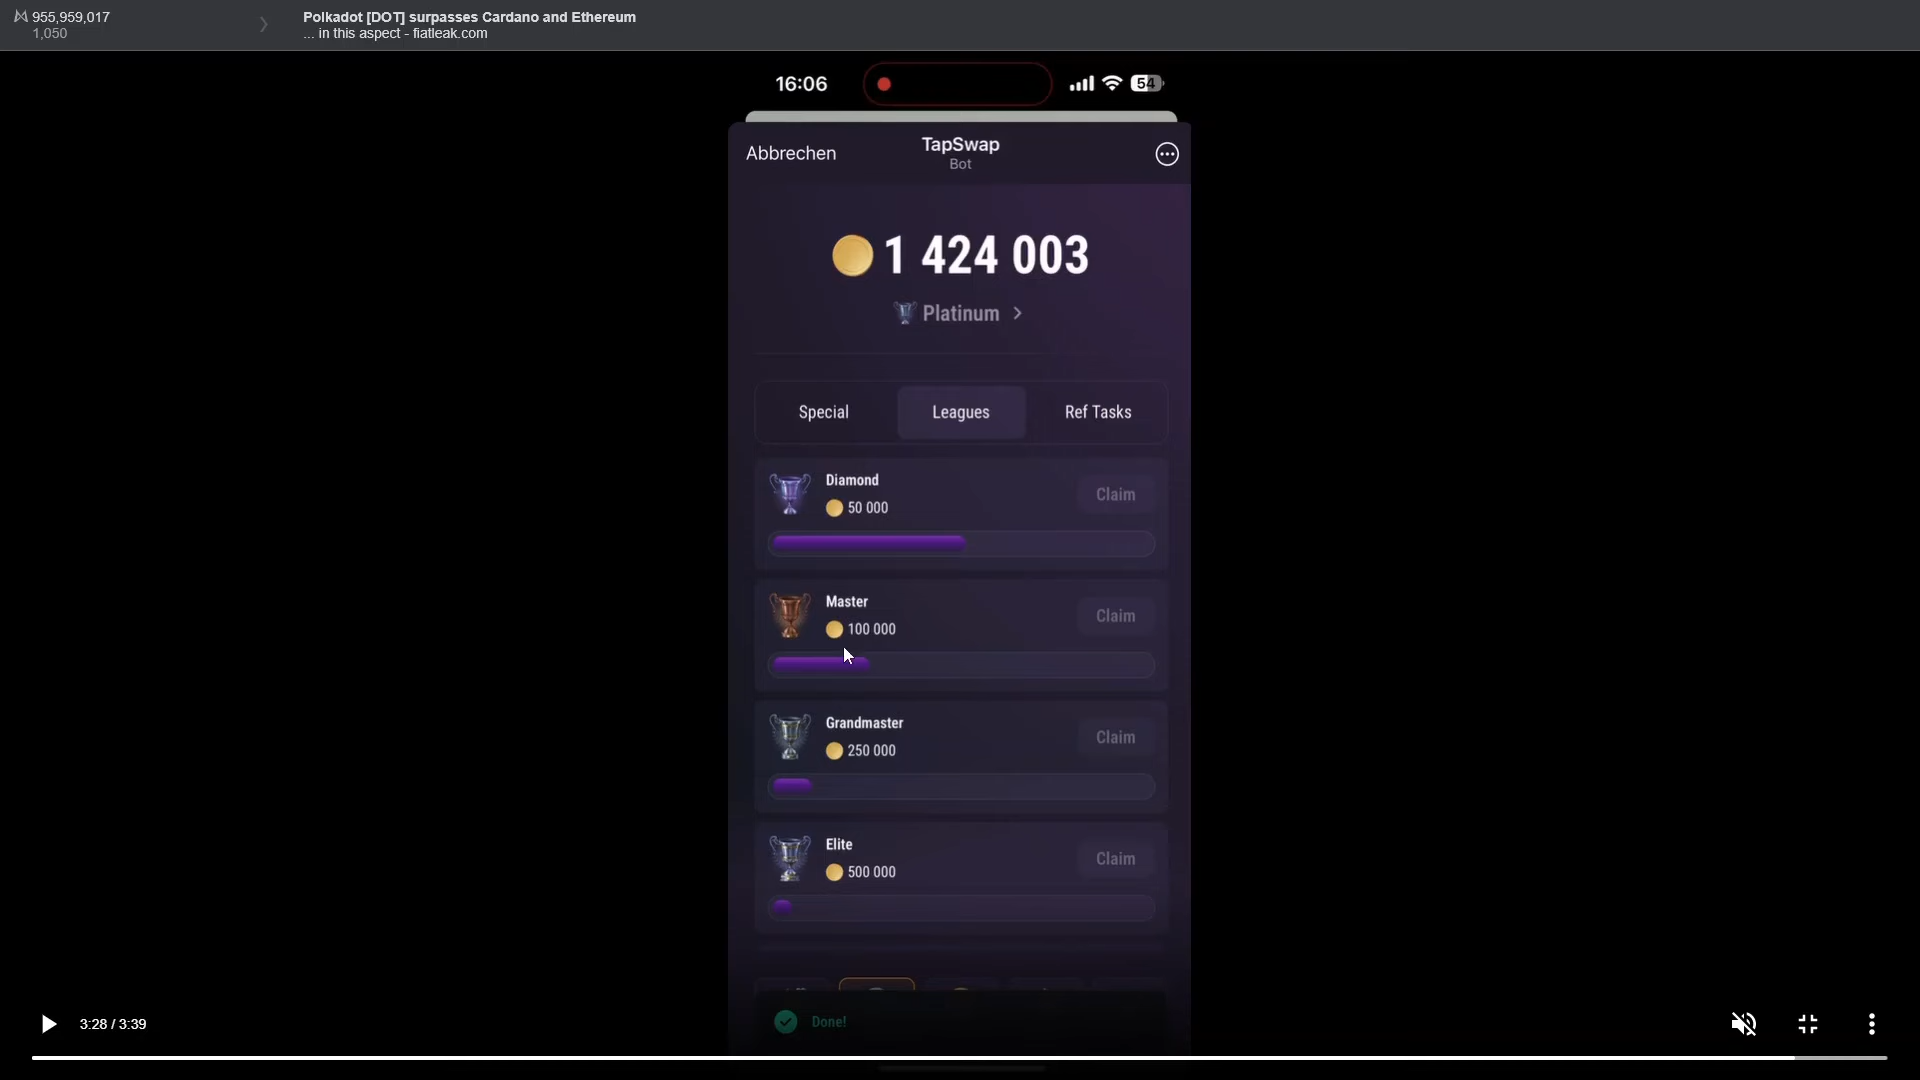 955,959,017
1,050
Polkadot [DOT] surpasses Cardano and Ethereum
... in this aspect - fiatleak.com
16:06
54
Abbrechen
TapSwap
Bot
1 424 003
Platinum
Special
Leagues
Ref Tasks
Diamond
50 000
Claim
Master
100 000
Claim
Grandmaster
250 000
Claim
Elite
500 000
Claim
Done!
3:28 / 3:39